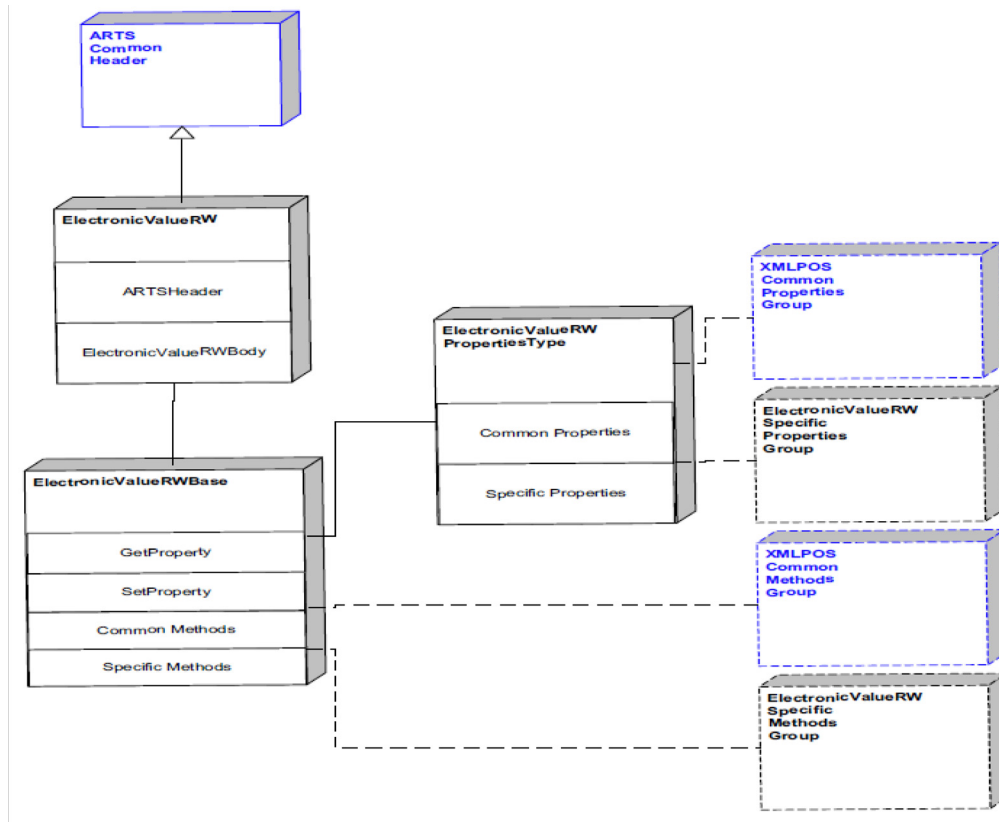 ARTS
Common
Header
ElectronicValueRW
ARTSHeader
ElectronicValueRWBody
ElectronicValueRWBase
GetProperty
SetProperty
Common Methods
Specific Methods
ElectronicValueRW
PropertiesType
Common Properties
Specific Properties
XMLPOS
Common
Properties
Group
ElectronicValueRW
Specific
Properties
Group
XMLPOS
Common
Methods
Group
ElectronicValueRW
Specific
Methods
Group